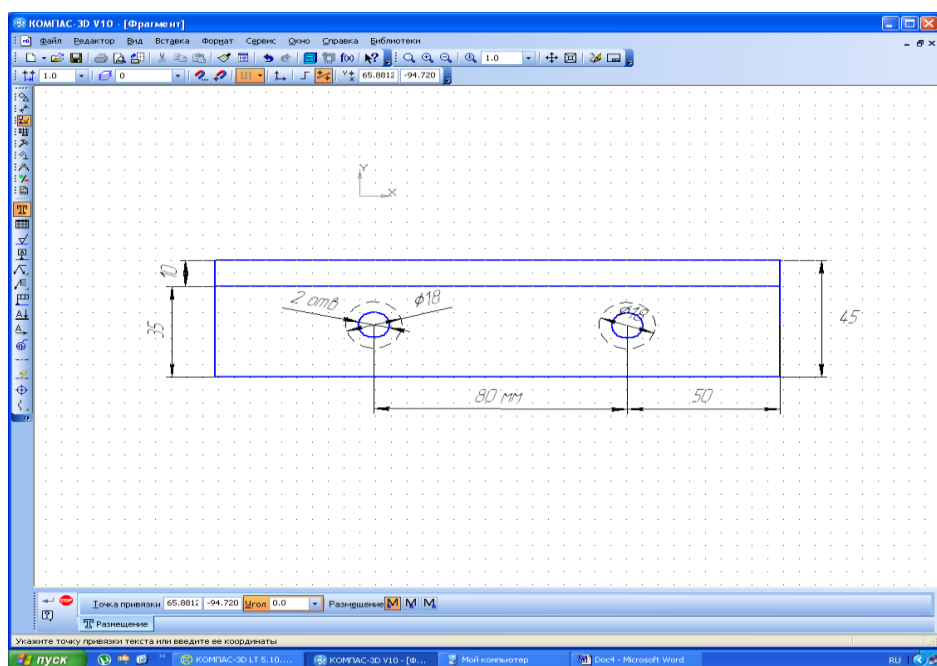 КОМПАС-3D V10 - [Фрагмент]
Файл Редактор Вид Вставка Формат Сервис Окно Справка Библиотеки
f(x) 1.0
1.0 0 65.8812 -94.720
Y
X
10
2 отв ϕ18 ϕ18
35 45
80 мм 50
Точка привязки 65.8812 -94.720 Угол 0.0 Размещение
Размещение
Укажите точку привязки текста или введите ее координаты
пуск КОМПАС-3D LT 5.10.... КОМПАС-3D V10 - [Ф... Мой компьютер Doc4 - Microsoft Word RU